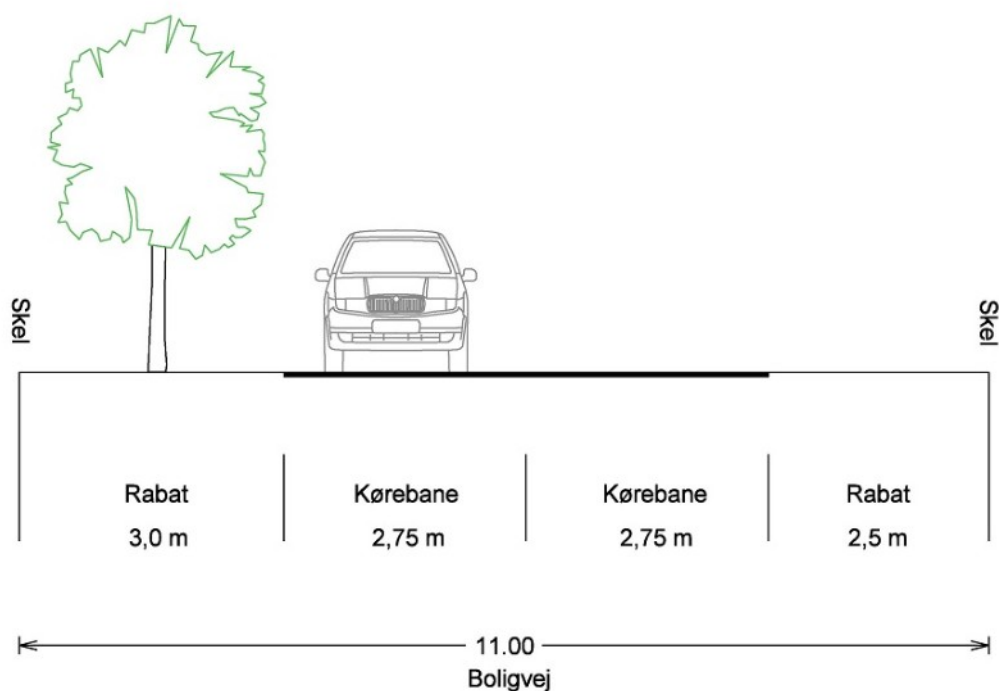 Skel
Skel
Rabat
Kørebane
Kørebane
Rabat
3,0 m
2,75 m
2,75 m
2,5 m
11.00
Boligvej